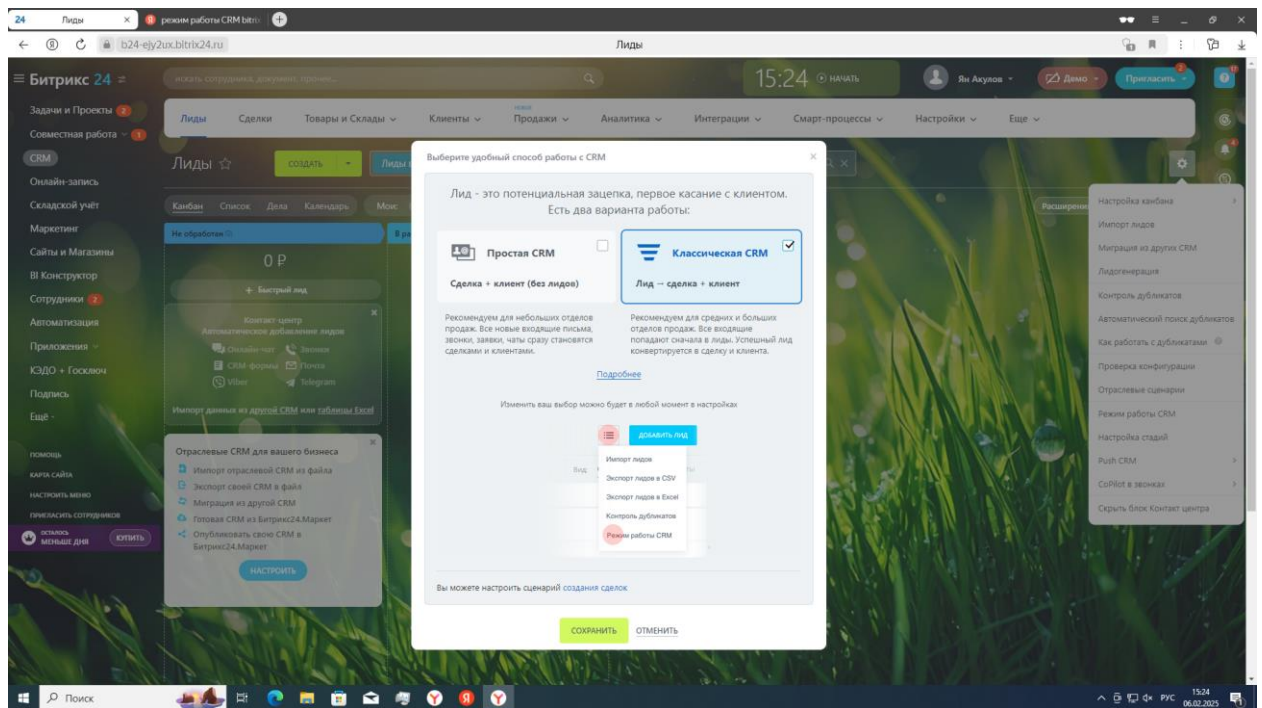 24 Лиды
режим работы CRM bitrix
b24-ejy2ux.bitrix24.ru
Лиды
Битрикс 24
искать сотрудника, документ, прочее...
15:24 НАЧАТЬ
Ян Акулов
Демо
Пригласить
Задачи и Проекты 2
Совместная работа 1
CRM
Онлайн-запись
Складской учёт
Маркетинг
Сайты и Магазины
BI Конструктор
Сотрудники 2
Автоматизация
Приложения
КЭДО + Госключ
Подпись
Ещё
ПОМОЩЬ
КАРТА САЙТА
НАСТРОИТЬ МЕНЮ
ПРИГЛАСИТЬ СОТРУДНИКОВ
ОСТАЛОСЬ МЕНЬШЕ ДНЯ
КУПИТЬ
Лиды
Сделки
Товары и Склады
Клиенты
Продажи
Аналитика
Интеграции
Смарт-процессы
Настройки
Еще
Лиды
СОЗДАТЬ
Лиды
Канбан
Список
Дела
Календарь
Мои:
Не обработан
0 ₽
+ Быстрый лид
Контакт-центр
Автоматическое добавление лидов
Онлайн-чат
Звонки
CRM-формы
Почта
Viber
Telegram
Импорт данных из другой CRM или таблицы Excel
Отраслевые CRM для вашего бизнеса
Импорт отраслевой CRM из файла
Экспорт своей CRM в файл
Миграция из другой CRM
Готовая CRM из Битрикс24.Маркет
Опубликовать свою CRM в
Битрикс24.Маркет
НАСТРОИТЬ
Выберите удобный способ работы с CRM
Лид - это потенциальная зацепка, первое касание с клиентом.
Есть два варианта работы:
Простая CRM
Сделка + клиент (без лидов)
Классическая CRM
Лид → сделка + клиент
Рекомендуем для небольших отделов
продаж. Все новые входящие письма,
звонки, заявки, чаты сразу становятся
сделками и клиентами.
Рекомендуем для средних и больших
отделов продаж. Все входящие
попадают сначала в лиды. Успешный лид
конвертируется в сделку и клиента.
Подробнее
Изменить ваш выбор можно будет в любой момент в настройках
ДОБАВИТЬ ЛИД
Импорт лидов
Экспорт лидов в CSV
Экспорт лидов в Excel
Контроль дубликатов
Режим работы CRM
Вы можете настроить сценарий создания сделок
СОХРАНИТЬ
ОТМЕНИТЬ
Настройка канбана
Импорт лидов
Миграция из других CRM
Лидогенерация
Контроль дубликатов
Автоматический поиск дубликатов
Как работать с дубликатами
Проверка конфигурации
Отраслевые сценарии
Режим работы CRM
Настройка стадий
Push CRM
CoPilot в звонках
Скрыть блок Контакт центра
Поиск
РУС
15:24
06.02.2025